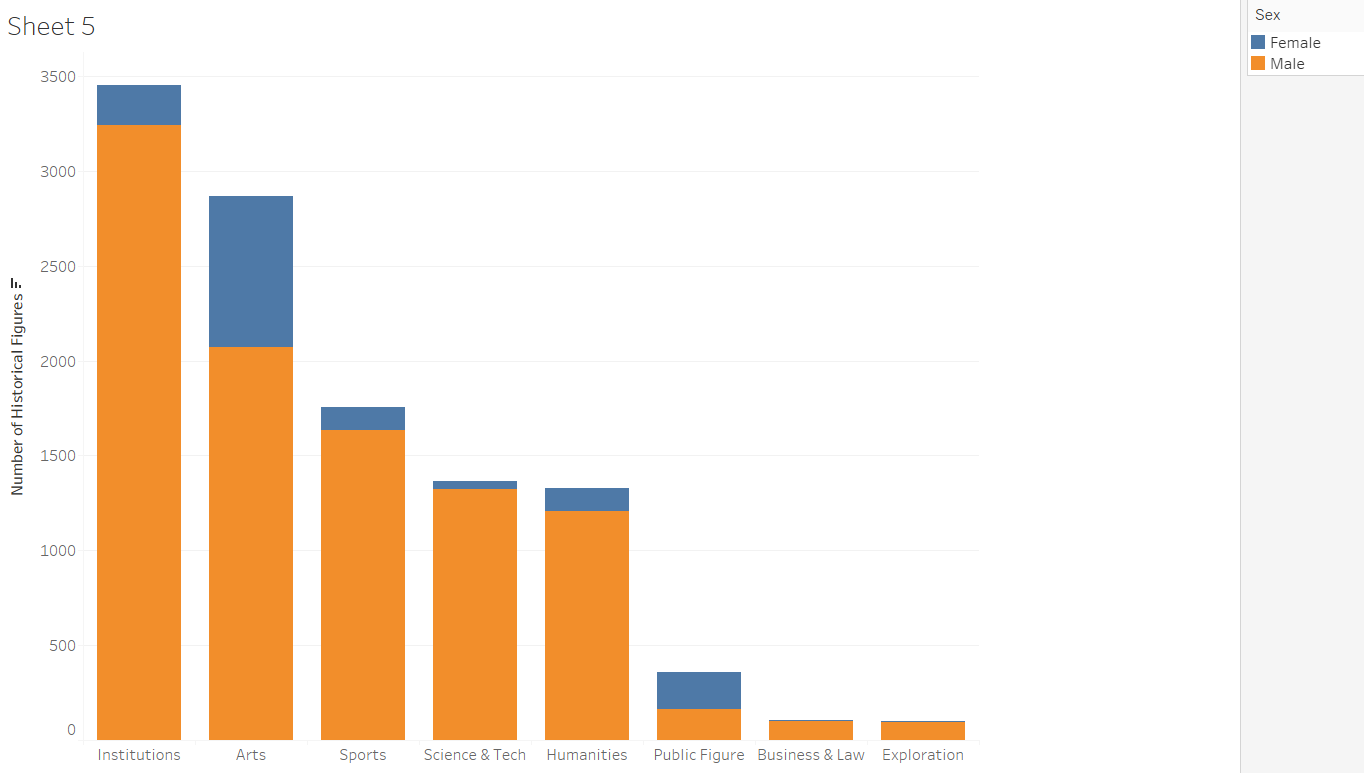 Sheet 5
Sex
Female
Male
Number of Historical Figures
3500
3000
2500
2000
1500
1000
500
0
Institutions
Arts
Sports
Science & Tech
Humanities
Public Figure
Business & Law
Exploration